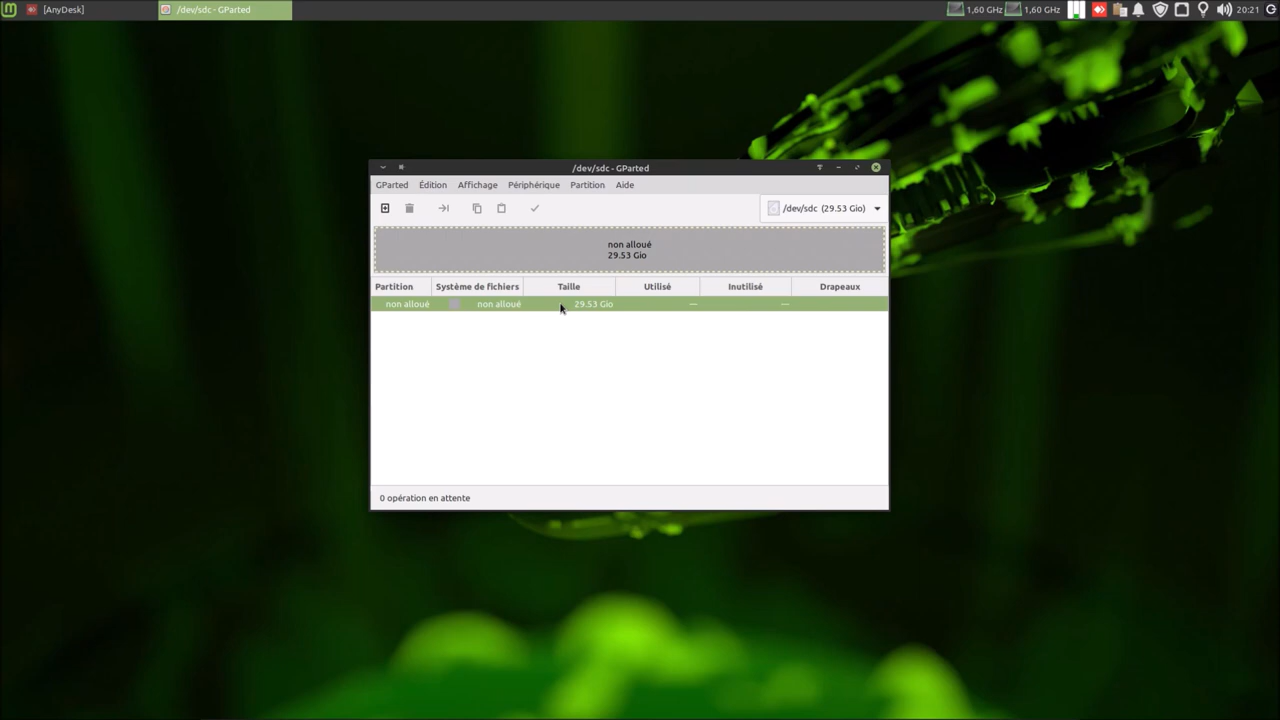 [AnyDesk] /dev/sdc - GParted 1,60 GHz 1,60 GHz 20:21
/dev/sdc - GParted
GParted Édition Affichage Périphérique Partition Aide
/dev/sdc (29.53 Gio)
non alloué
29.53 Gio
Partition Système de fichiers Taille Utilisé Inutilisé Drapeaux
non alloué non alloué 29.53 Gio — —
0 opération en attente